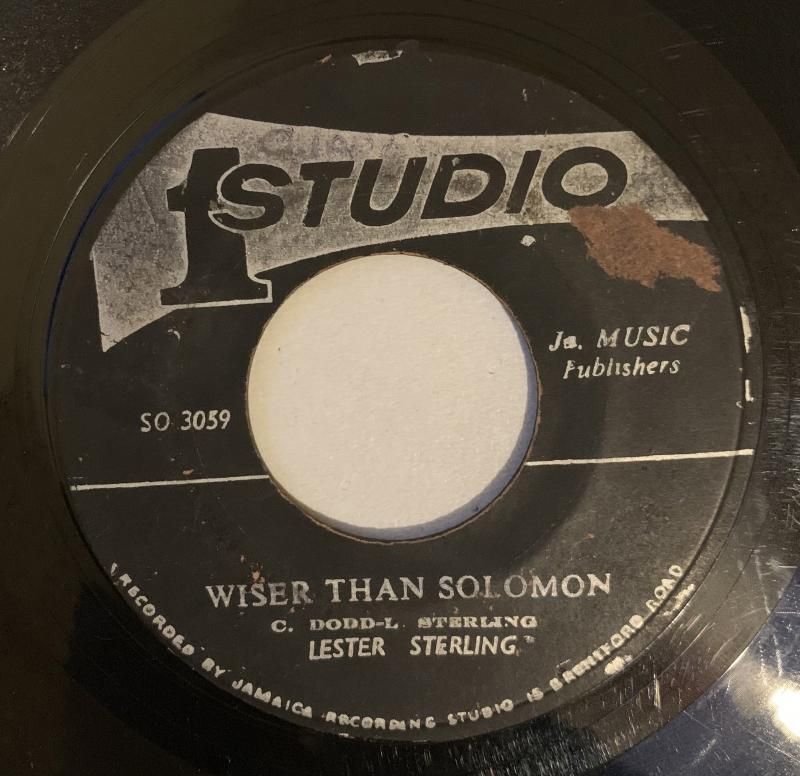 1 STUDIO
Ja. MUSIC
Publishers
SO 3059
WISER THAN SOLOMON
C. DODD-L. STERLING
LESTER STERLING
RECORDED BY JAMAICA RECORDING STUDIO 13 BRENTFORD ROAD